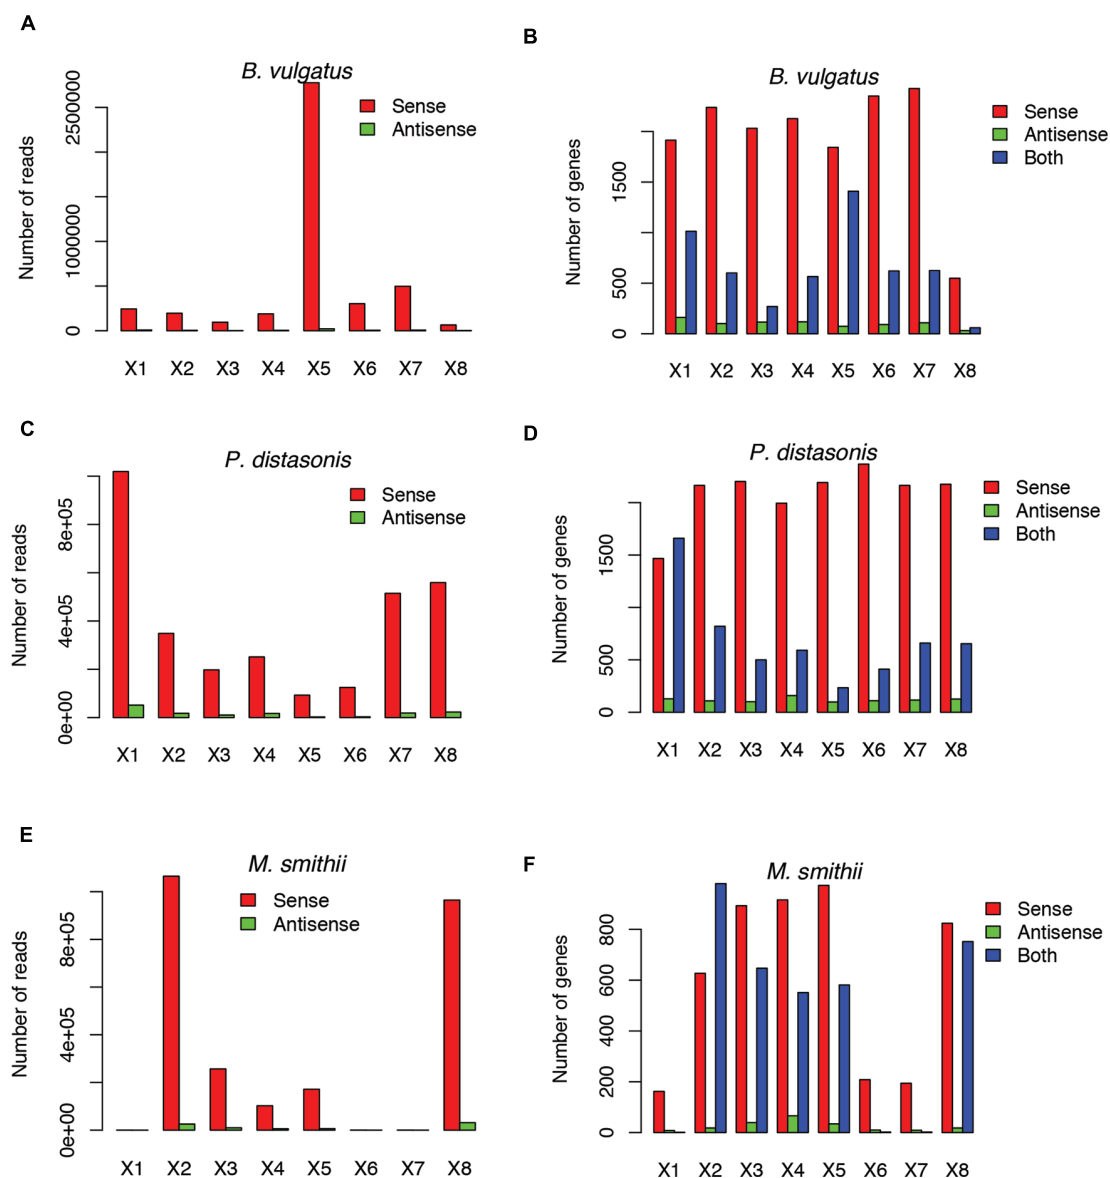 A
B. vulgatus
Sense
Antisense
Number of reads
0
1000000
2500000
X1 X2 X3 X4 X5 X6 X7 X8
B
B. vulgatus
Sense
Antisense
Both
Number of genes
0
500
1500
X1 X2 X3 X4 X5 X6 X7 X8
C
P. distasonis
Sense
Antisense
Number of reads
0e+00
4e+05
8e+05
X1 X2 X3 X4 X5 X6 X7 X8
D
P. distasonis
Sense
Antisense
Both
Number of genes
0
500
1500
X1 X2 X3 X4 X5 X6 X7 X8
E
M. smithii
Sense
Antisense
Number of reads
0e+00
4e+05
8e+05
X1 X2 X3 X4 X5 X6 X7 X8
F
M. smithii
Sense
Antisense
Both
Number of genes
0
200
400
600
800
X1 X2 X3 X4 X5 X6 X7 X8